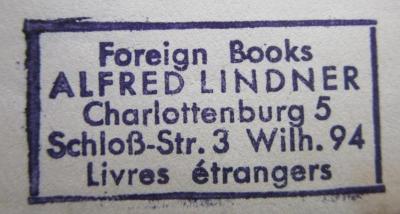 Foreign Books
ALFRED LINDNER
Charlottenburg 5
Schloß-Str. 3 Wilh. 94
Livres étrangers